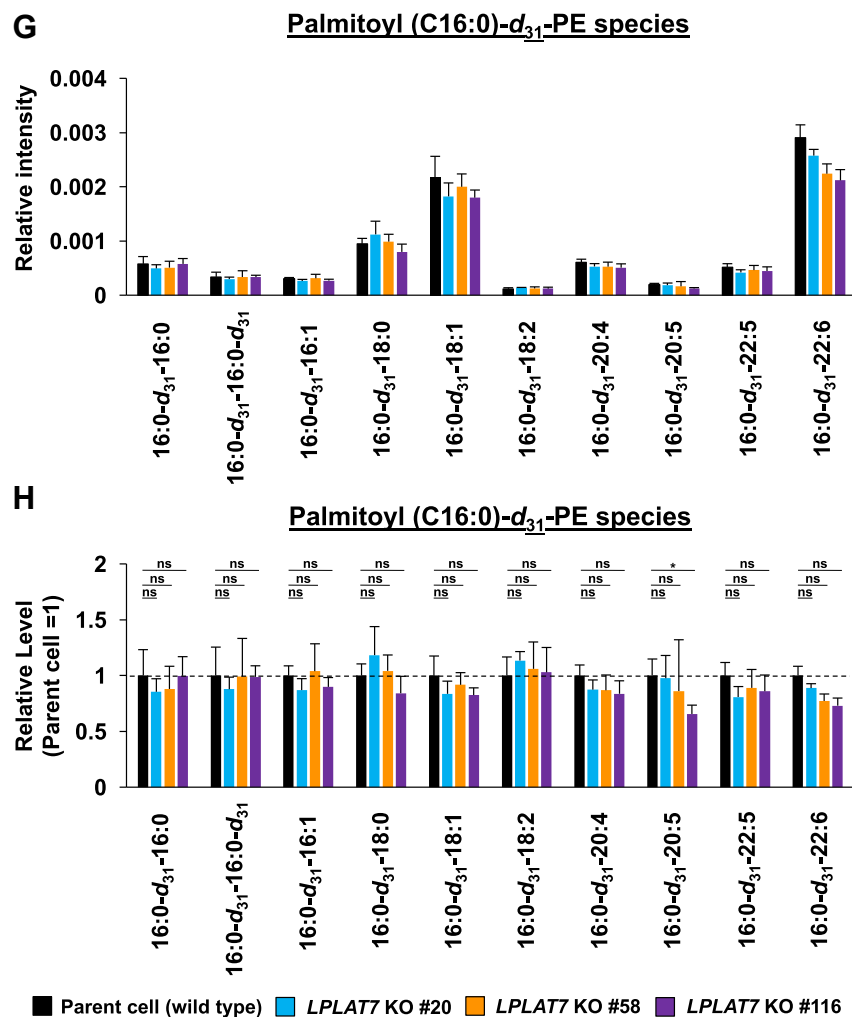 G
Palmitoyl (C16:0)-d31-PE species
Relative intensity
0.004
0.003
0.002
0.001
0
16:0-d31-16:0
16:0-d31-16:0-d31
16:0-d31-16:1
16:0-d31-18:0
16:0-d31-18:1
16:0-d31-18:2
16:0-d31-20:4
16:0-d31-20:5
16:0-d31-22:5
16:0-d31-22:6
H
Palmitoyl (C16:0)-d31-PE species
Relative Level
(Parent cell =1)
2
1.5
1
0.5
0
ns ns ns ns ns ns ns * ns ns
ns ns ns ns ns ns ns ns ns ns
ns ns ns ns ns ns ns ns ns ns
16:0-d31-16:0
16:0-d31-16:0-d31
16:0-d31-16:1
16:0-d31-18:0
16:0-d31-18:1
16:0-d31-18:2
16:0-d31-20:4
16:0-d31-20:5
16:0-d31-22:5
16:0-d31-22:6
Parent cell (wild type) LPLAT7 KO #20 LPLAT7 KO #58 LPLAT7 KO #116